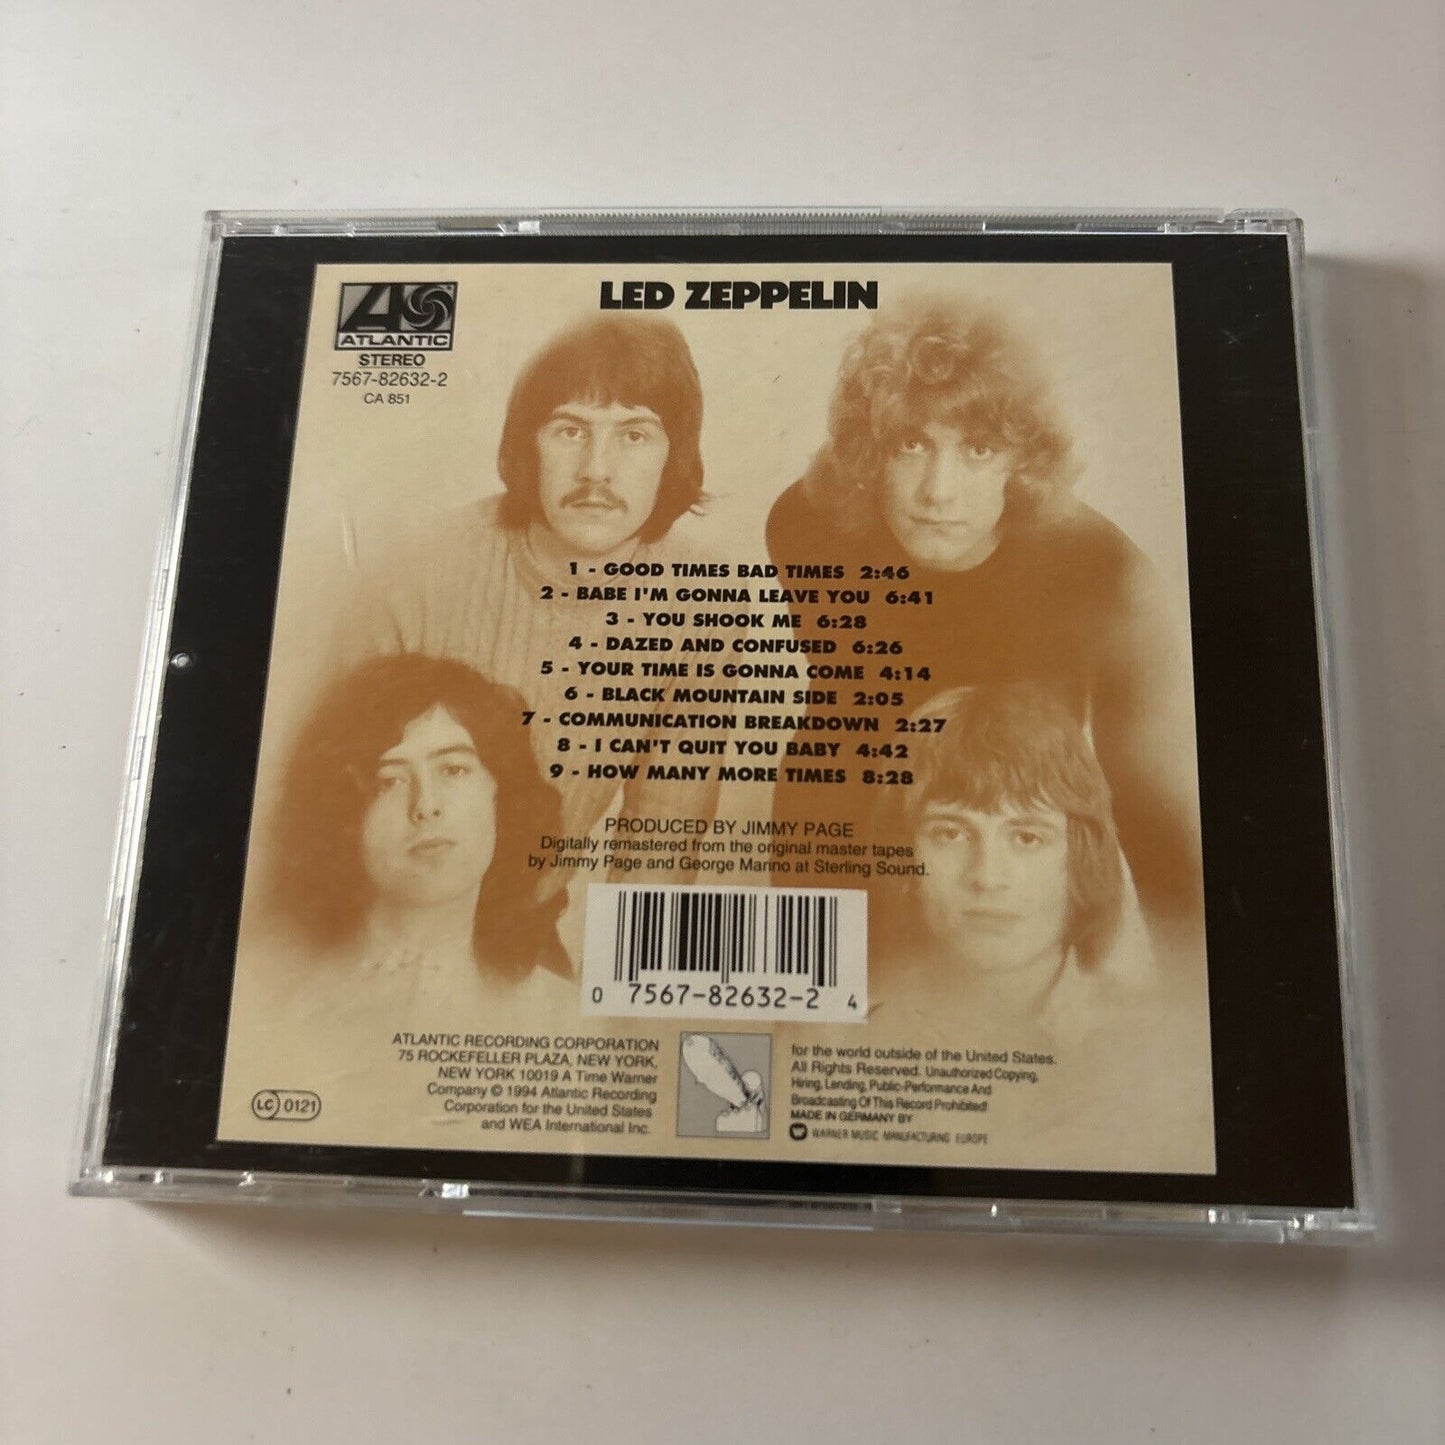 LED ZEPPELIN
ATLANTIC
STEREO
7567-82632-2
CA 851
1 - GOOD TIMES BAD TIMES 2:46
2 - BABE I'M GONNA LEAVE YOU 6:41
3 - YOU SHOOK ME 6:28
4 - DAZED AND CONFUSED 6:26
5 - YOUR TIME IS GONNA COME 4:14
6 - BLACK MOUNTAIN SIDE 2:05
7 - COMMUNICATION BREAKDOWN 2:27
8 - I CAN'T QUIT YOU BABY 4:42
9 - HOW MANY MORE TIMES 8:28
PRODUCED BY JIMMY PAGE
Digitally remastered from the original master tapes
by Jimmy Page and George Marino at Sterling Sound.
0 7567-82632-2 4
ATLANTIC RECORDING CORPORATION
75 ROCKEFELLER PLAZA, NEW YORK,
NEW YORK 10019 A Time Warner
Company © 1994 Atlantic Recording
Corporation for the United States
and WEA International Inc.
for the world outside of the United States.
All Rights Reserved. Unauthorized Copying,
Hiring, Lending, Public-Performance And
Broadcasting Of This Record Prohibited!
MADE IN GERMANY BY
WARNER MUSIC MANUFACTURING EUROPE
LC 0121